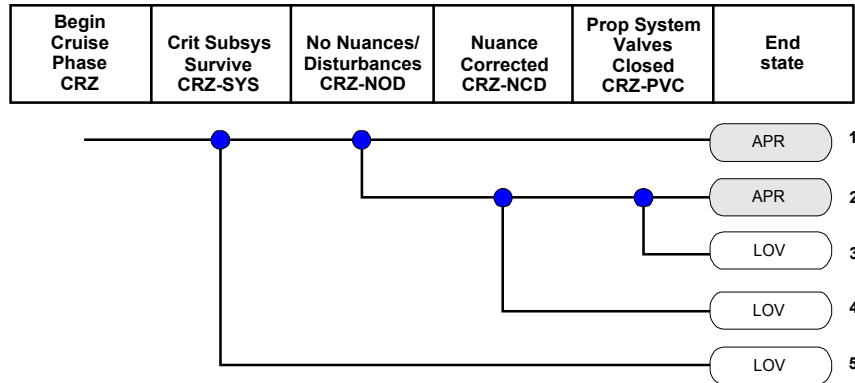 Begin
Cruise
Phase
CRZ
Crit Subsys
Survive
CRZ-SYS
No Nuances/
Disturbances
CRZ-NOD
Nuance
Corrected
CRZ-NCD
Prop System
Valves
Closed
CRZ-PVC
End
state
APR 1
APR 2
LOV 3
LOV 4
LOV 5